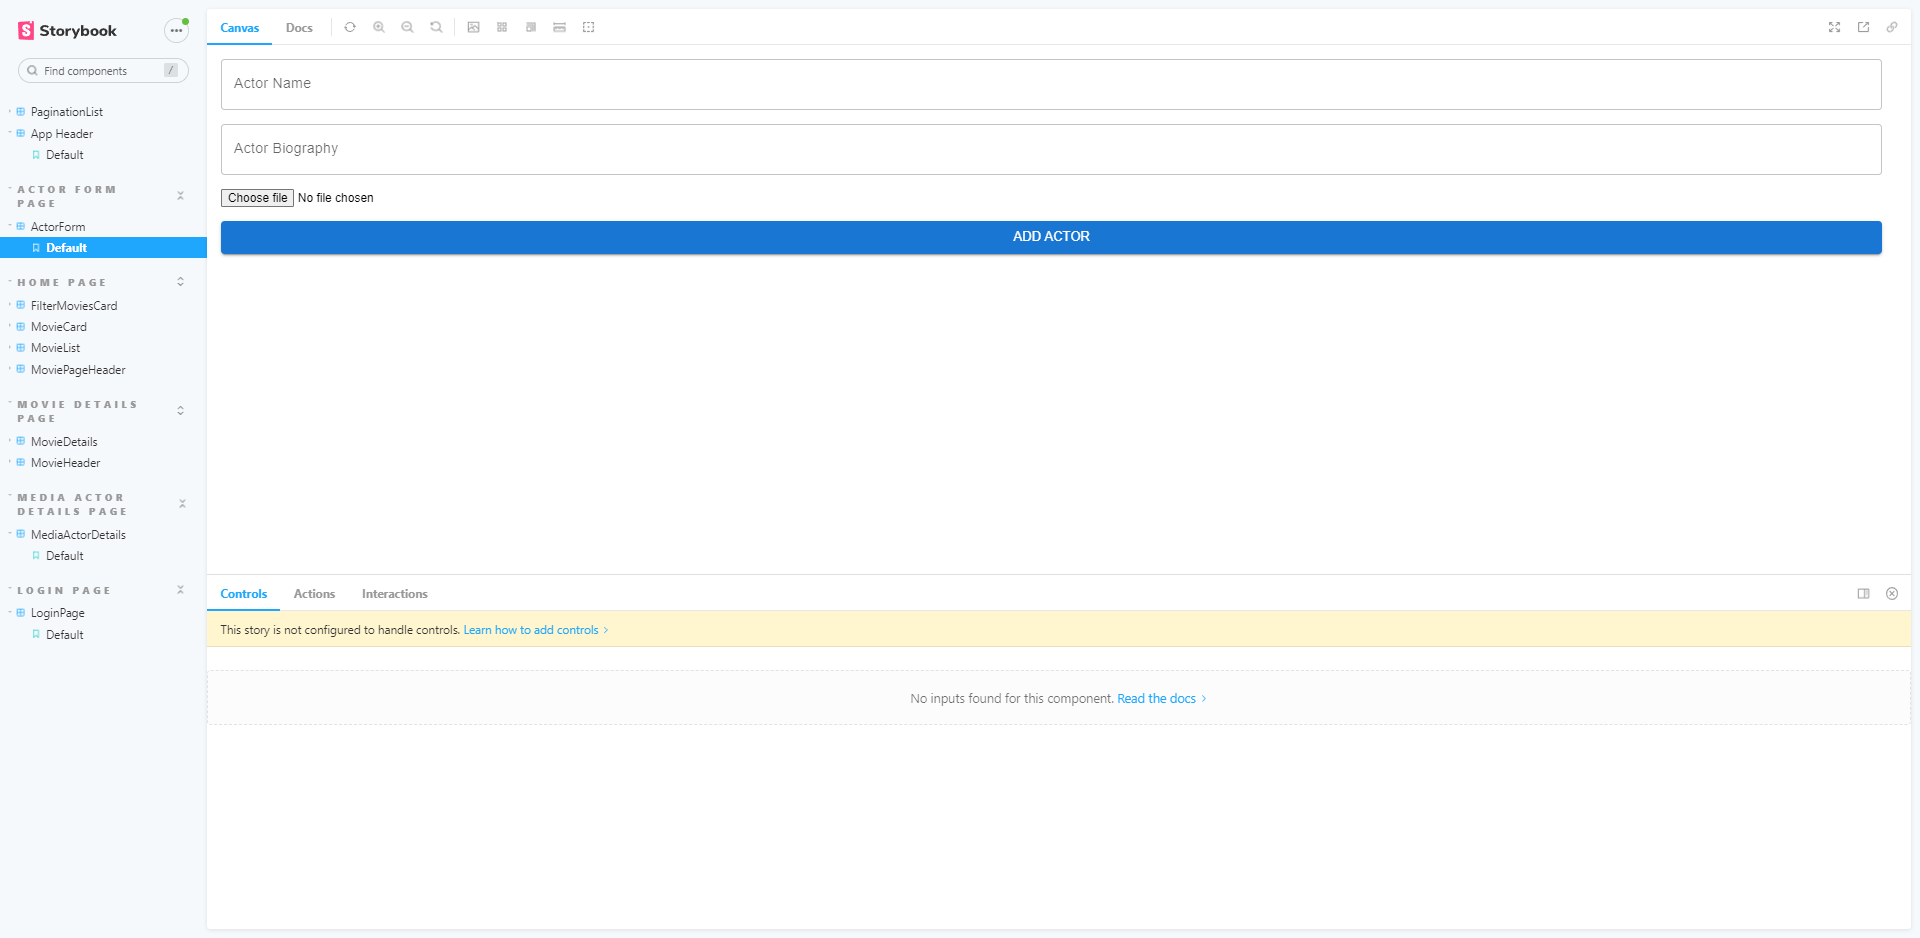 Storybook
Find components
/
PaginationList
App Header
Default
ACTOR FORM
PAGE
ActorForm
Default
HOME PAGE
FilterMoviesCard
MovieCard
MovieList
MoviePageHeader
MOVIE DETAILS
PAGE
MovieDetails
MovieHeader
MEDIA ACTOR
DETAILS PAGE
MediaActorDetails
Default
LOGIN PAGE
LoginPage
Default
Canvas Docs
Actor Name
Actor Biography
Choose file No file chosen
ADD ACTOR
Controls Actions Interactions
This story is not configured to handle controls. Learn how to add controls
No inputs found for this component. Read the docs